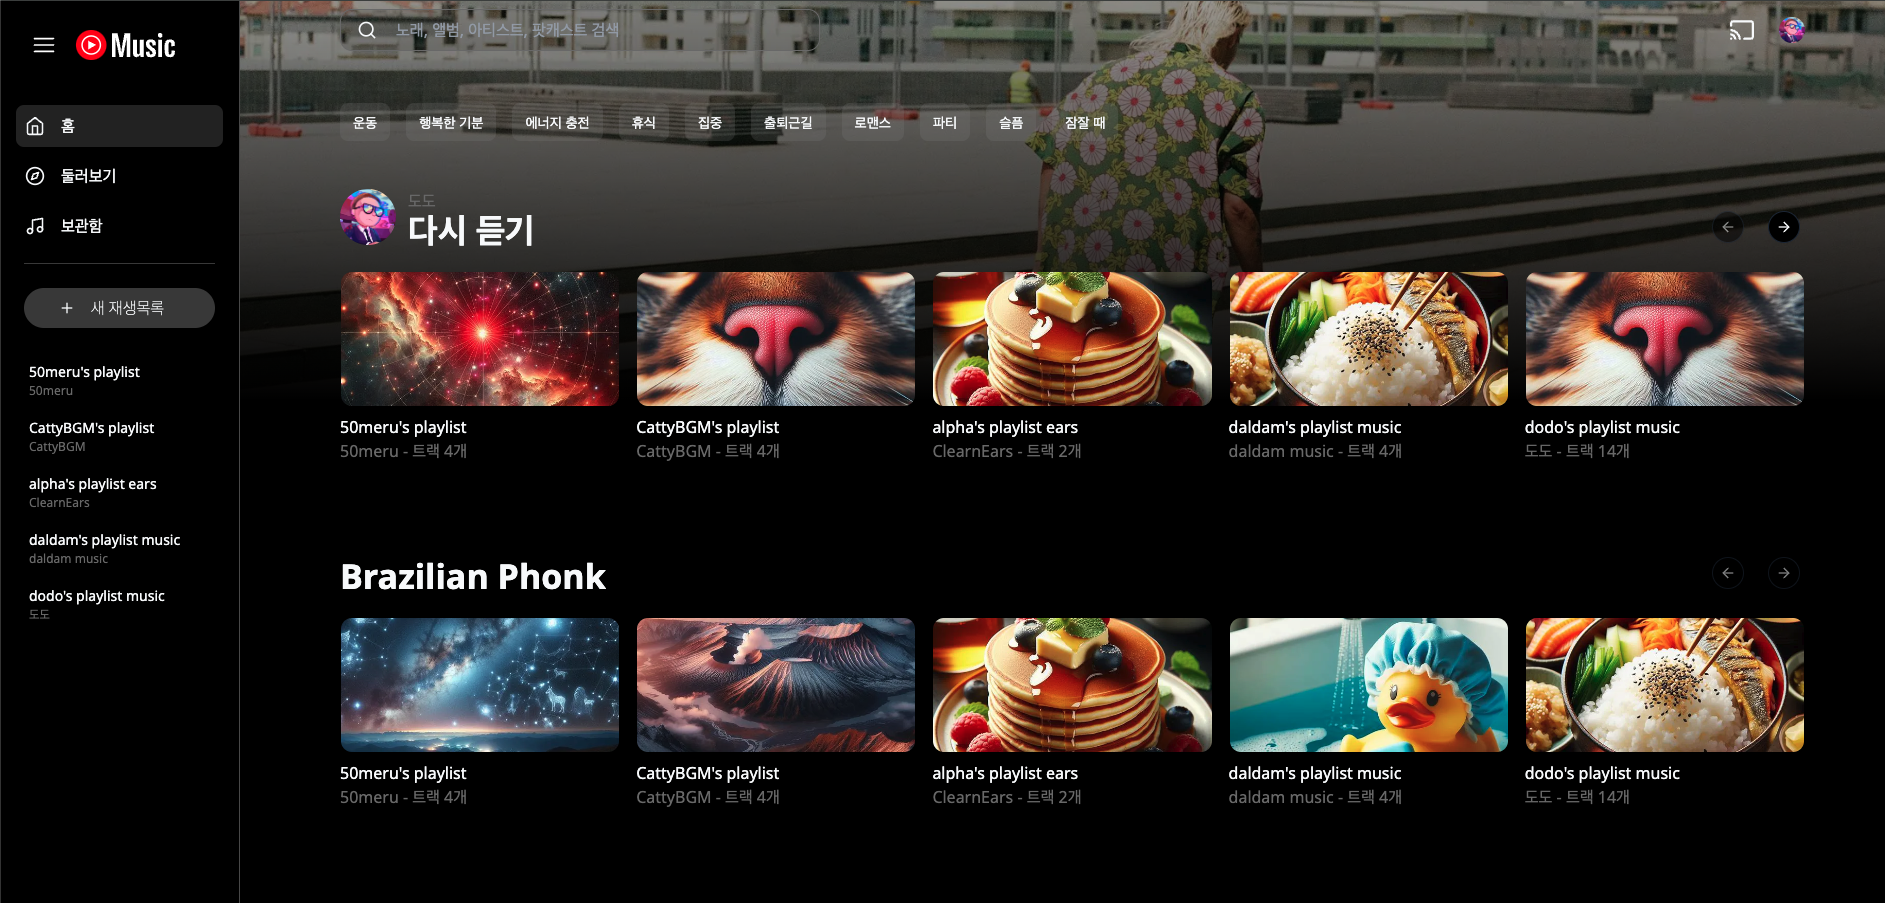 Music
홈
둘러보기
보관함
새 재생목록
50meru's playlist
50meru
CattyBGM's playlist
CattyBGM
alpha's playlist ears
ClearnEars
daldam's playlist music
daldam music
dodo's playlist music
도도
노래, 앨범, 아티스트, 팟캐스트 검색
운동 행복한 기분 에너지 충전 휴식 집중 출퇴근길 로맨스 파티 슬픔 잠잘 때
도도
다시 듣기
50meru's playlist
50meru - 트랙 4개
CattyBGM's playlist
CattyBGM - 트랙 4개
alpha's playlist ears
ClearnEars - 트랙 2개
daldam's playlist music
daldam music - 트랙 4개
dodo's playlist music
도도 - 트랙 14개
Brazilian Phonk
50meru's playlist
50meru - 트랙 4개
CattyBGM's playlist
CattyBGM - 트랙 4개
alpha's playlist ears
ClearnEars - 트랙 2개
daldam's playlist music
daldam music - 트랙 4개
dodo's playlist music
도도 - 트랙 14개